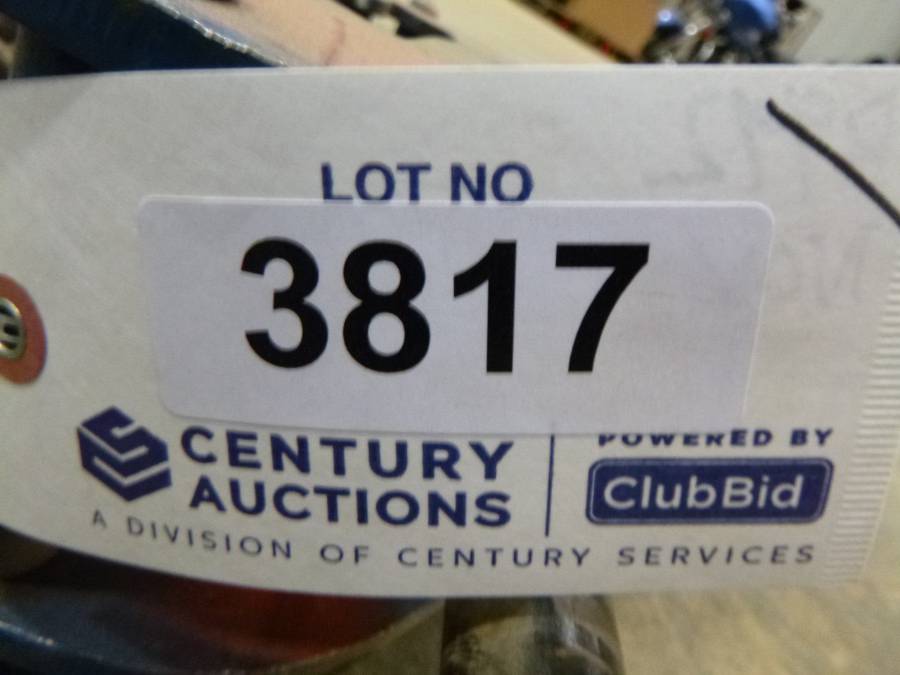 LOT NO
3817
CENTURY
AUCTIONS
A DIVISION OF CENTURY SERVICES
POWERED BY
ClubBid